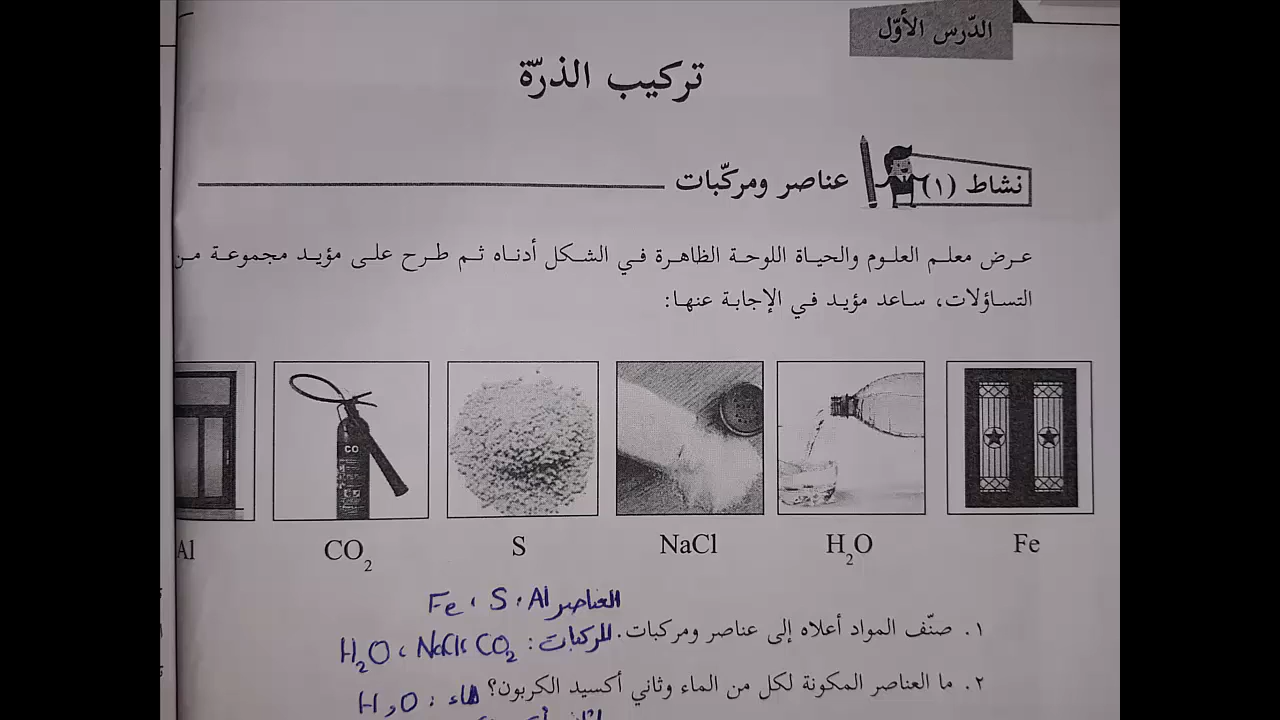 الدّرس الأوّل
تركيب الذرّة
نشاط (١) عناصر ومركّبات
عرض معلم العلوم والحياة اللوحة الظاهرة في الشكل أدناه ثم طرح على مؤيد مجموعة من
التساؤلات، ساعد مؤيد في الإجابة عنها:
CO
Fe H₂O NaCl S CO₂ Al
العناصر Fe ، S ، Al
١. صنّف المواد أعلاه إلى عناصر ومركبات.
المركبات: H₂O ، NaCl ، CO₂
٢. ما العناصر المكونة لكل من الماء وثاني أكسيد الكربون؟
الماء : H و O